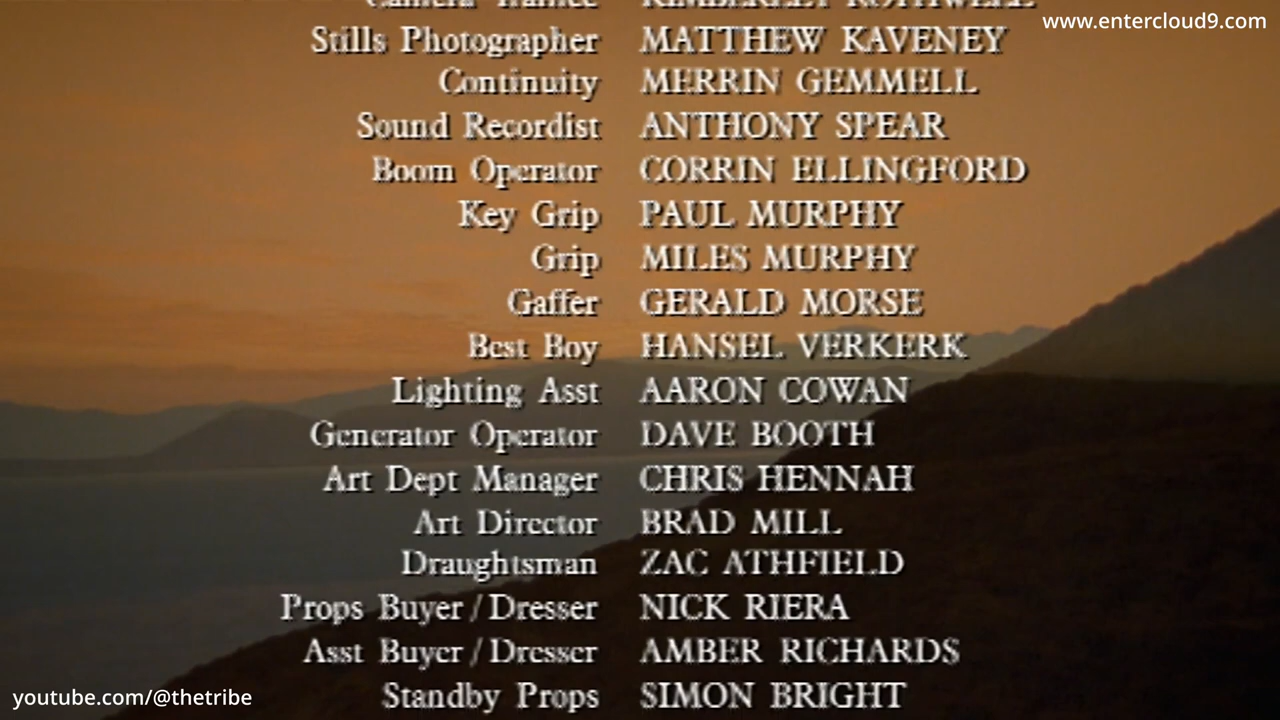 www.entercloud9.com
Stills Photographer MATTHEW KAVENEY
Continuity MERRIN GEMMELL
Sound Recordist ANTHONY SPEAR
Boom Operator CORRIN ELLINGFORD
Key Grip PAUL MURPHY
Grip MILES MURPHY
Gaffer GERALD MORSE
Best Boy HANSEL VERKERK
Lighting Asst AARON COWAN
Generator Operator DAVE BOOTH
Art Dept Manager CHRIS HENNAH
Art Director BRAD MILL
Draughtsman ZAC ATHFIELD
Props Buyer / Dresser NICK RIERA
Asst Buyer / Dresser AMBER RICHARDS
Standby Props SIMON BRIGHT
youtube.com/@thetribe